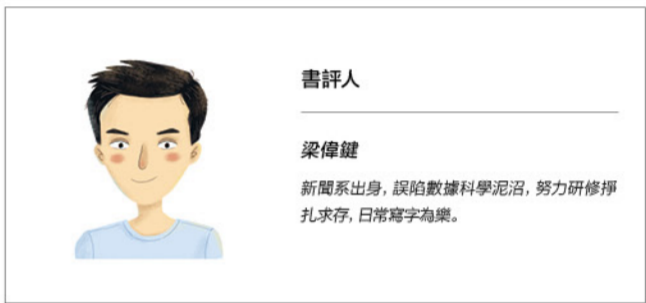 書評人
梁偉鍵
新聞系出身，誤陷數據科學泥沼，努力研修掙
扎求存，日常寫字為樂。